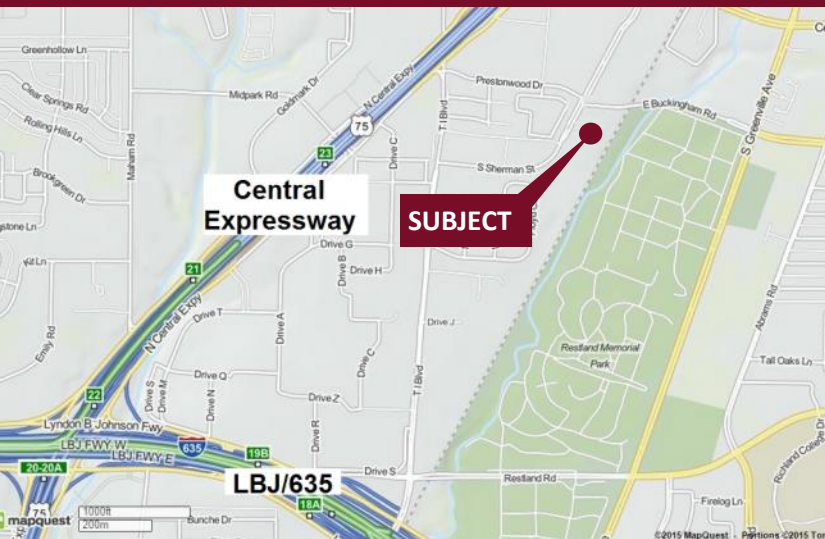 Greenhollow Ln
Clear Springs Rd
Rolling Hills Ln
Brookgreen Dr
Maham Rd
Midpark Rd
Goldmark Dr
N Central Expy
75
23
Drive C
T I Blvd
Prestonwood Dr
E Buckingham Rd
S Greenville Ave
S Sherman St
SUBJECT
Central
Expressway
Drive G
Drive B
Drive H
21
N Central Expy
Emily Rd
Drive T
Drive A
Drive C
Drive J
T I Blvd
Restland Memorial
Park
Abrams Rd
Tall Oaks Ln
Drive Q
Drive S
Drive M
Drive N
Drive Z
Drive R
22
Lyndon B Johnson Fwy
LBJ FWY W
LBJ FWY E
635
19B
20-20A
LBJ/635
18A
Drive S
Restland Rd
Richland College Dr
Firelog Ln
75
mapquest
1000ft
200m
Bunche Dr
©2015 MapQuest - Portions ©2015 Tom